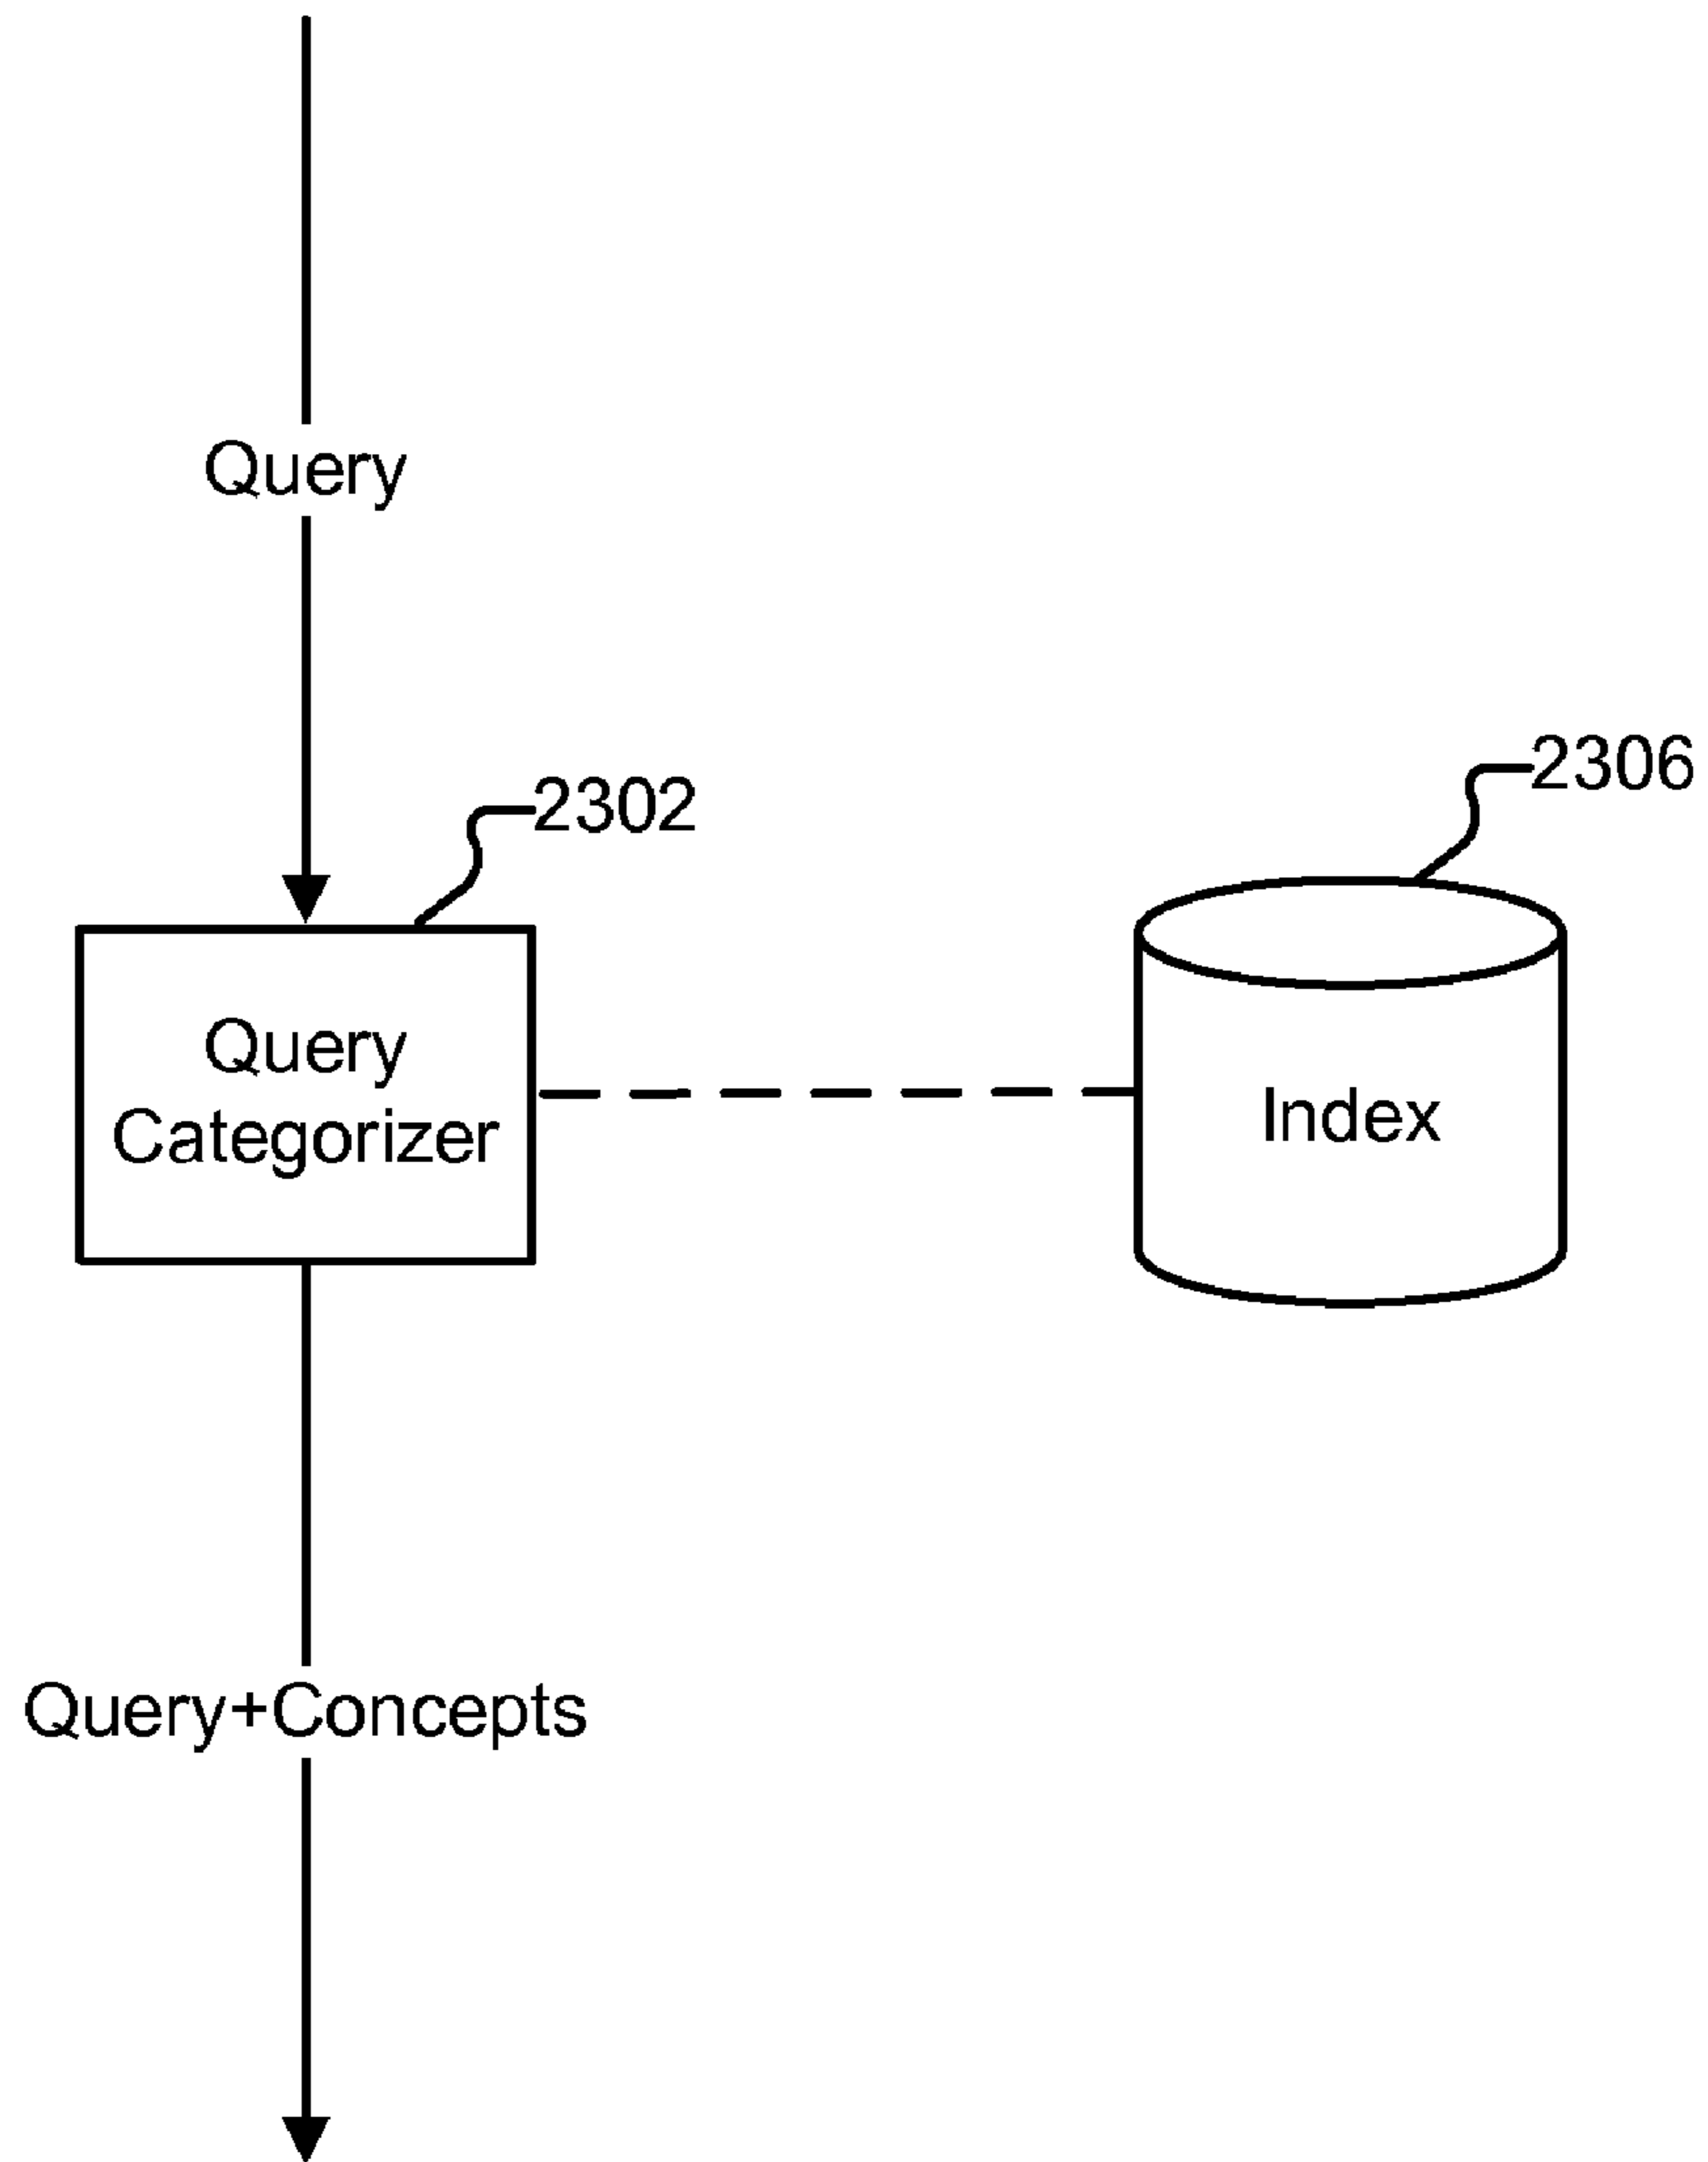 Query
2302
2306
Query
Categorizer
Index
Query+Concepts